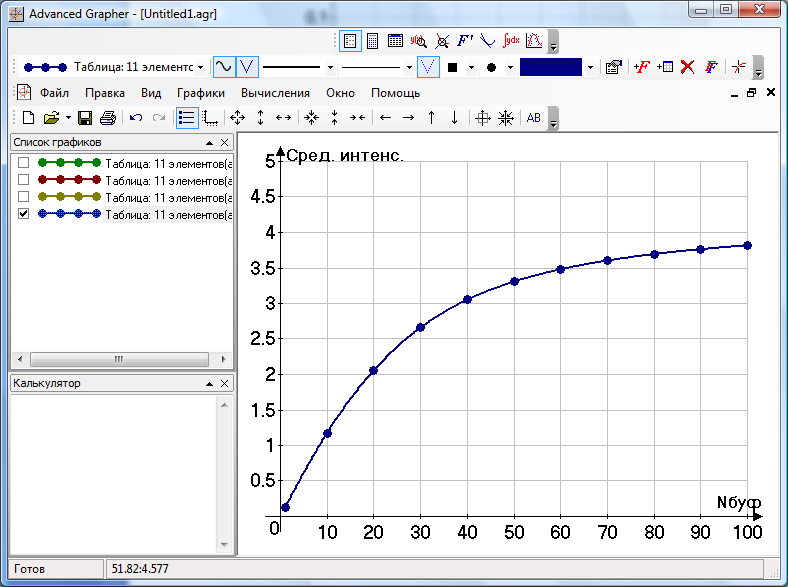 Advanced Grapher - [Untitled1.agr]
Таблица: 11 элементс
Файл Правка Вид Графики Вычисления Окно Помощь
AB
Список графиков
Таблица: 11 элементов(а
Таблица: 11 элементов(а
Таблица: 11 элементов(а
Таблица: 11 элементов(а
Калькулятор
Сред. интенс.
5
4.5
4
3.5
3
2.5
2
1.5
1
0.5
Nбуф
0 10 20 30 40 50 60 70 80 90 100
Готов 51.82:4.577